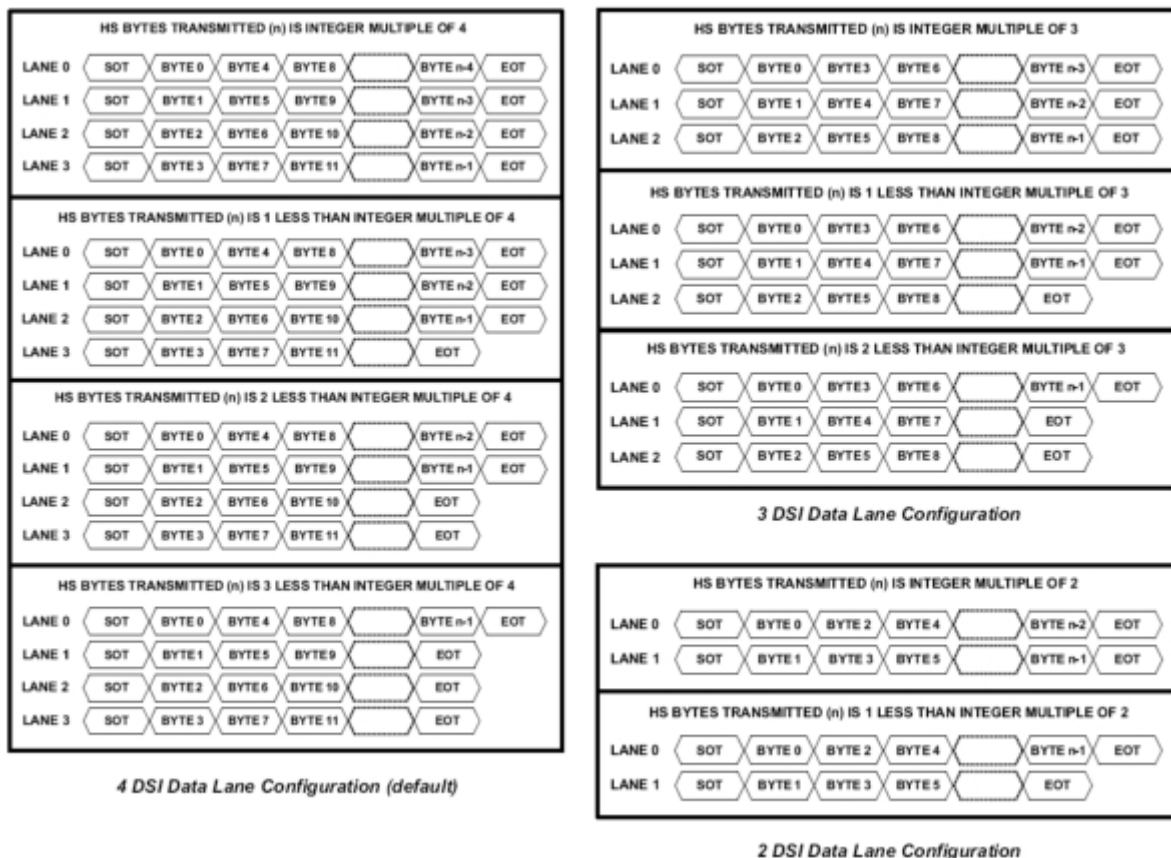 HS BYTES TRANSMITTED (n) IS INTEGER MULTIPLE OF 4
LANE 0 SOT BYTE 0 BYTE 4 BYTE 8 BYTE n-4 EOT
LANE 1 SOT BYTE 1 BYTE 5 BYTE 9 BYTE n-3 EOT
LANE 2 SOT BYTE 2 BYTE 6 BYTE 10 BYTE n-2 EOT
LANE 3 SOT BYTE 3 BYTE 7 BYTE 11 BYTE n-1 EOT
HS BYTES TRANSMITTED (n) IS 1 LESS THAN INTEGER MULTIPLE OF 4
LANE 0 SOT BYTE 0 BYTE 4 BYTE 8 BYTE n-3 EOT
LANE 1 SOT BYTE 1 BYTE 5 BYTE 9 BYTE n-2 EOT
LANE 2 SOT BYTE 2 BYTE 6 BYTE 10 BYTE n-1 EOT
LANE 3 SOT BYTE 3 BYTE 7 BYTE 11 EOT
HS BYTES TRANSMITTED (n) IS 2 LESS THAN INTEGER MULTIPLE OF 4
LANE 0 SOT BYTE 0 BYTE 4 BYTE 8 BYTE n-2 EOT
LANE 1 SOT BYTE 1 BYTE 5 BYTE 9 BYTE n-1 EOT
LANE 2 SOT BYTE 2 BYTE 6 BYTE 10 EOT
LANE 3 SOT BYTE 3 BYTE 7 BYTE 11 EOT
HS BYTES TRANSMITTED (n) IS 3 LESS THAN INTEGER MULTIPLE OF 4
LANE 0 SOT BYTE 0 BYTE 4 BYTE 8 BYTE n-1 EOT
LANE 1 SOT BYTE 1 BYTE 5 BYTE 9 EOT
LANE 2 SOT BYTE 2 BYTE 6 BYTE 10 EOT
LANE 3 SOT BYTE 3 BYTE 7 BYTE 11 EOT
4 DSI Data Lane Configuration (default)
HS BYTES TRANSMITTED (n) IS INTEGER MULTIPLE OF 3
LANE 0 SOT BYTE 0 BYTE 3 BYTE 6 BYTE n-3 EOT
LANE 1 SOT BYTE 1 BYTE 4 BYTE 7 BYTE n-2 EOT
LANE 2 SOT BYTE 2 BYTE 5 BYTE 8 BYTE n-1 EOT
HS BYTES TRANSMITTED (n) IS 1 LESS THAN INTEGER MULTIPLE OF 3
LANE 0 SOT BYTE 0 BYTE 3 BYTE 6 BYTE n-2 EOT
LANE 1 SOT BYTE 1 BYTE 4 BYTE 7 BYTE n-1 EOT
LANE 2 SOT BYTE 2 BYTE 5 BYTE 8 EOT
HS BYTES TRANSMITTED (n) IS 2 LESS THAN INTEGER MULTIPLE OF 3
LANE 0 SOT BYTE 0 BYTE 3 BYTE 6 BYTE n-1 EOT
LANE 1 SOT BYTE 1 BYTE 4 BYTE 7 EOT
LANE 2 SOT BYTE 2 BYTE 5 BYTE 8 EOT
3 DSI Data Lane Configuration
HS BYTES TRANSMITTED (n) IS INTEGER MULTIPLE OF 2
LANE 0 SOT BYTE 0 BYTE 2 BYTE 4 BYTE n-2 EOT
LANE 1 SOT BYTE 1 BYTE 3 BYTE 5 BYTE n-1 EOT
HS BYTES TRANSMITTED (n) IS 1 LESS THAN INTEGER MULTIPLE OF 2
LANE 0 SOT BYTE 0 BYTE 2 BYTE 4 BYTE n-1 EOT
LANE 1 SOT BYTE 1 BYTE 3 BYTE 5 EOT
2 DSI Data Lane Configuration